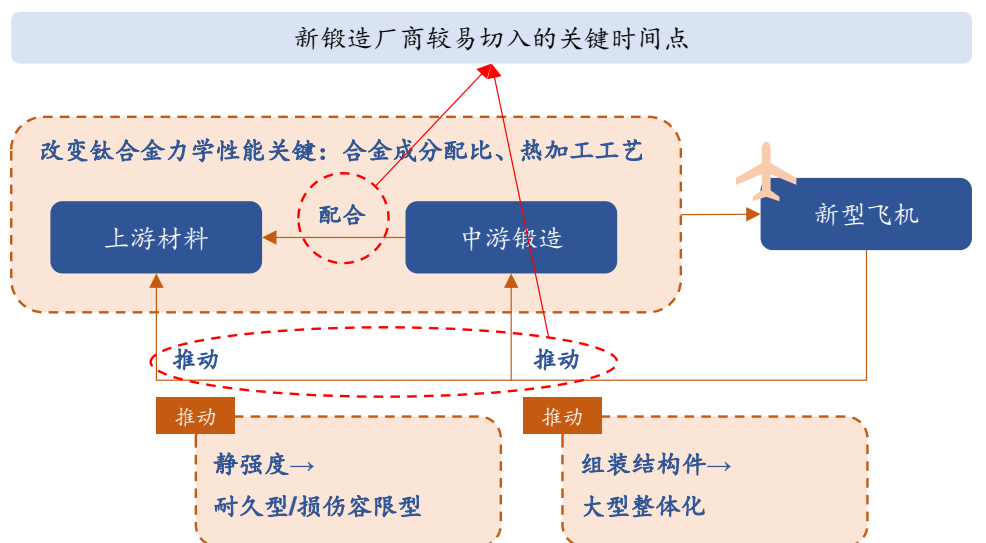 新锻造厂商较易切入的关键时间点
改变钛合金力学性能关键：合金成分配比、热加工工艺
上游材料
配合
中游锻造
新型飞机
推动
推动
推动
静强度→
耐久型/损伤容限型
推动
组装结构件→
大型整体化